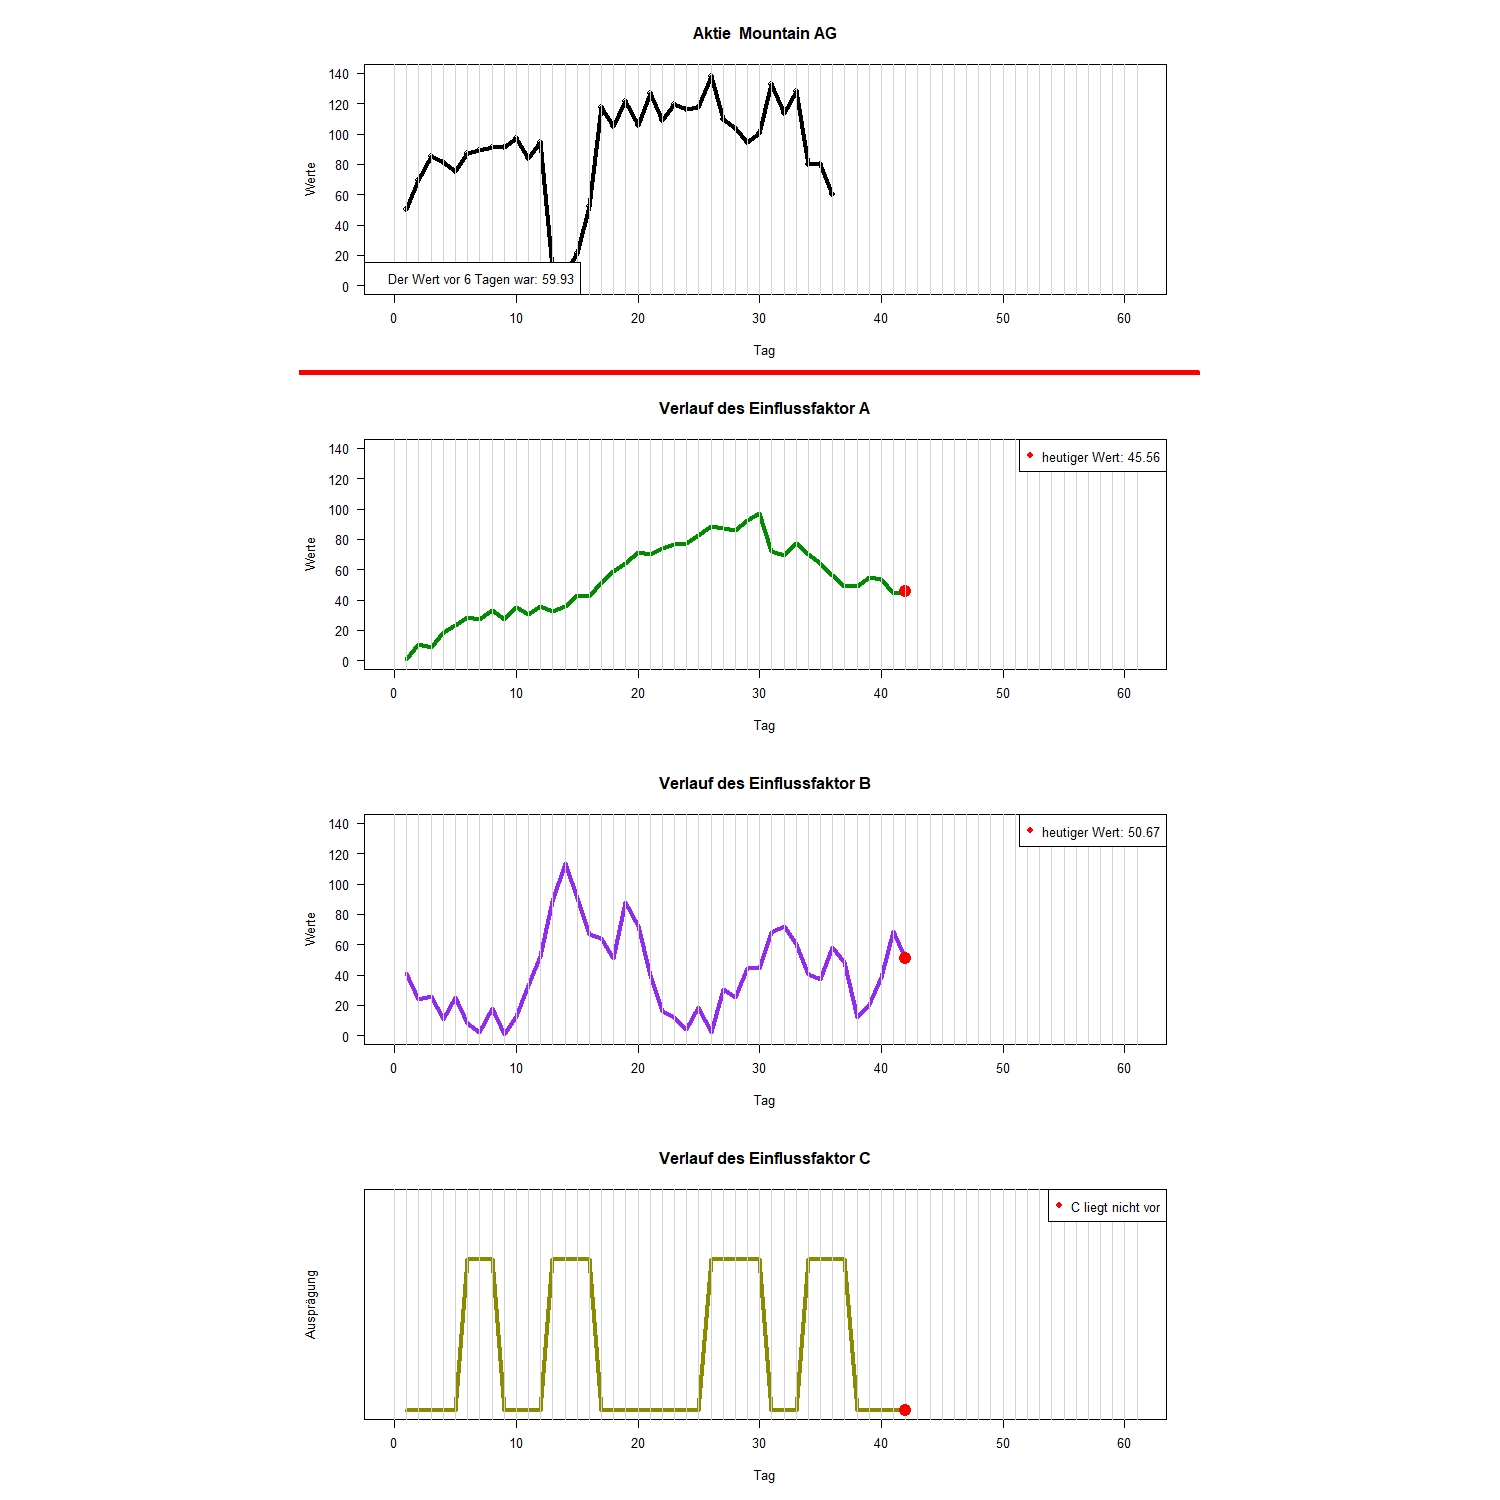 Aktie  Mountain AG
Werte
140
120
100
80
60
40
20
0
Der Wert vor 6 Tagen war: 59.93
0 10 20 30 40 50 60
Tag
Verlauf des Einflussfaktor A
Werte
140
120
100
80
60
40
20
0
heutiger Wert: 45.56
0 10 20 30 40 50 60
Tag
Verlauf des Einflussfaktor B
Werte
140
120
100
80
60
40
20
0
heutiger Wert: 50.67
0 10 20 30 40 50 60
Tag
Verlauf des Einflussfaktor C
Ausprägung
C liegt nicht vor
0 10 20 30 40 50 60
Tag